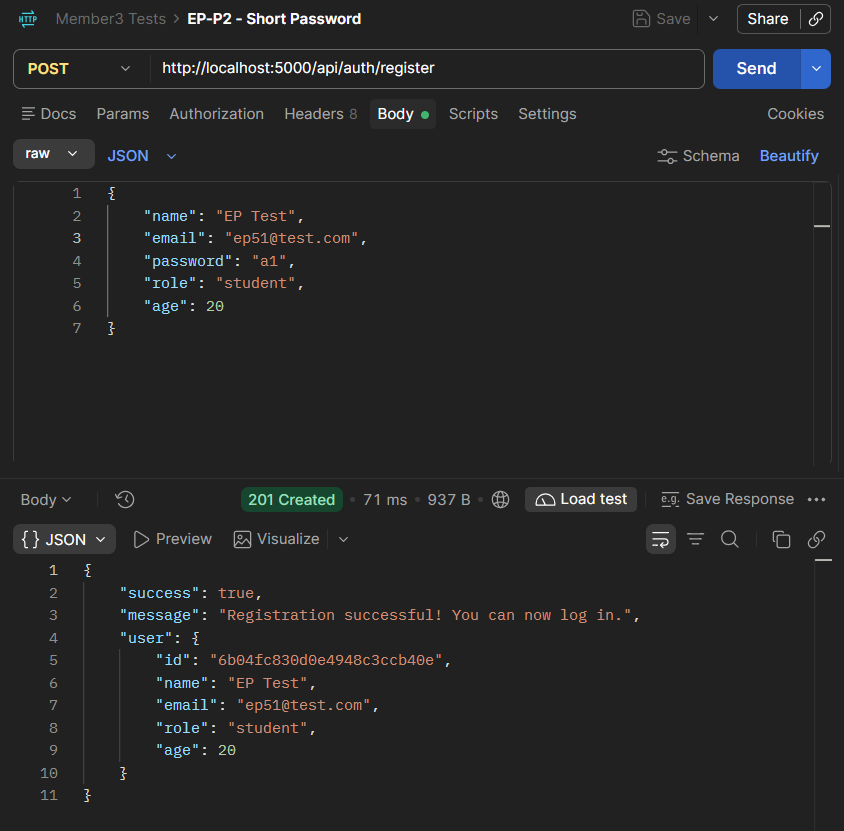 HTTP Member3 Tests > EP-P2 - Short Password Save Share
POST http://localhost:5000/api/auth/register Send
Docs Params Authorization Headers 8 Body Scripts Settings Cookies
raw JSON Schema Beautify
1 {
2 "name": "EP Test",
3 "email": "ep51@test.com",
4 "password": "a1",
5 "role": "student",
6 "age": 20
7 }
Body 201 Created • 71 ms • 937 B • Load test e.g. Save Response
{} JSON Preview Visualize
1 {
2 "success": true,
3 "message": "Registration successful! You can now log in.",
4 "user": {
5 "id": "6b04fc830d0e4948c3ccb40e",
6 "name": "EP Test",
7 "email": "ep51@test.com",
8 "role": "student",
9 "age": 20
10 }
11 }